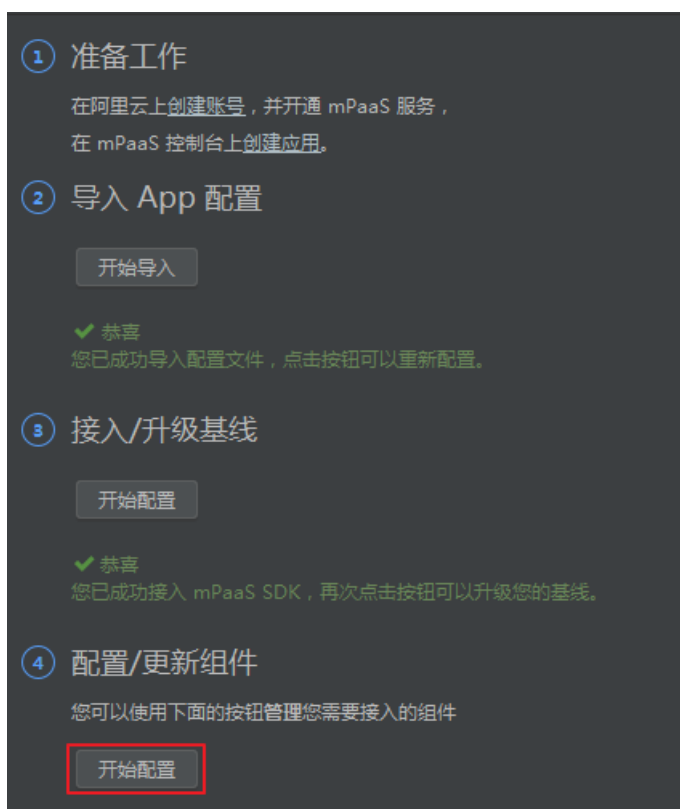 1 准备工作
在阿里云上创建账号，并开通 mPaaS 服务，
在 mPaaS 控制台上创建应用。
2 导入 App 配置
开始导入
✔ 恭喜
您已成功导入配置文件，点击按钮可以重新配置。
3 接入/升级基线
开始配置
✔ 恭喜
您已成功接入 mPaaS SDK，再次点击按钮可以升级您的基线。
4 配置/更新组件
您可以使用下面的按钮管理您需要接入的组件
开始配置